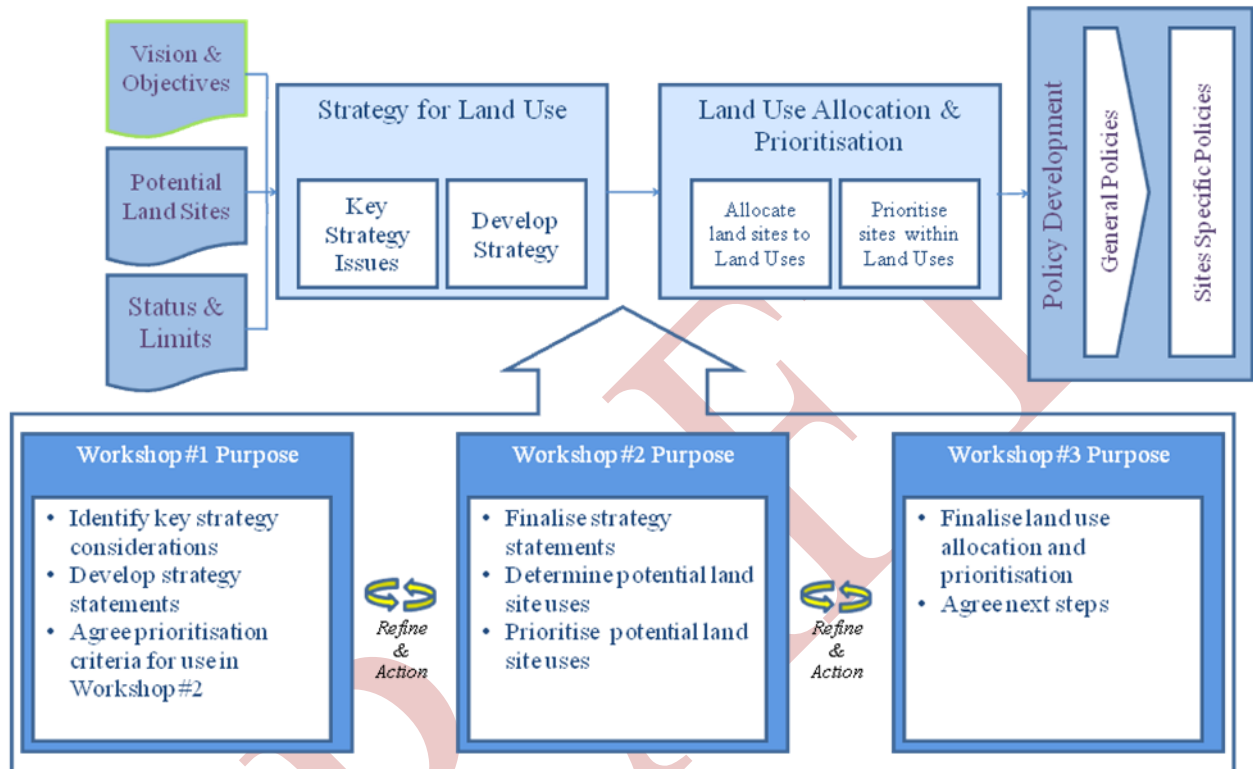 Vision &
Objectives
Potential
Land Sites
Status &
Limits
Strategy for Land Use
Key
Strategy
Issues
Develop
Strategy
Land Use Allocation &
Prioritisation
Allocate
land sites to
Land Uses
Prioritise
sites within
Land Uses
Policy Development
General Policies
Sites Specific Policies
Workshop #1 Purpose
• Identify key strategy
considerations
• Develop strategy
statements
• Agree prioritisation
criteria for use in
Workshop #2
Refine
&
Action
Workshop #2 Purpose
• Finalise strategy
statements
• Determine potential land
site uses
• Prioritise potential land
site uses
Refine
&
Action
Workshop #3 Purpose
• Finalise land use
allocation and
prioritisation
• Agree next steps